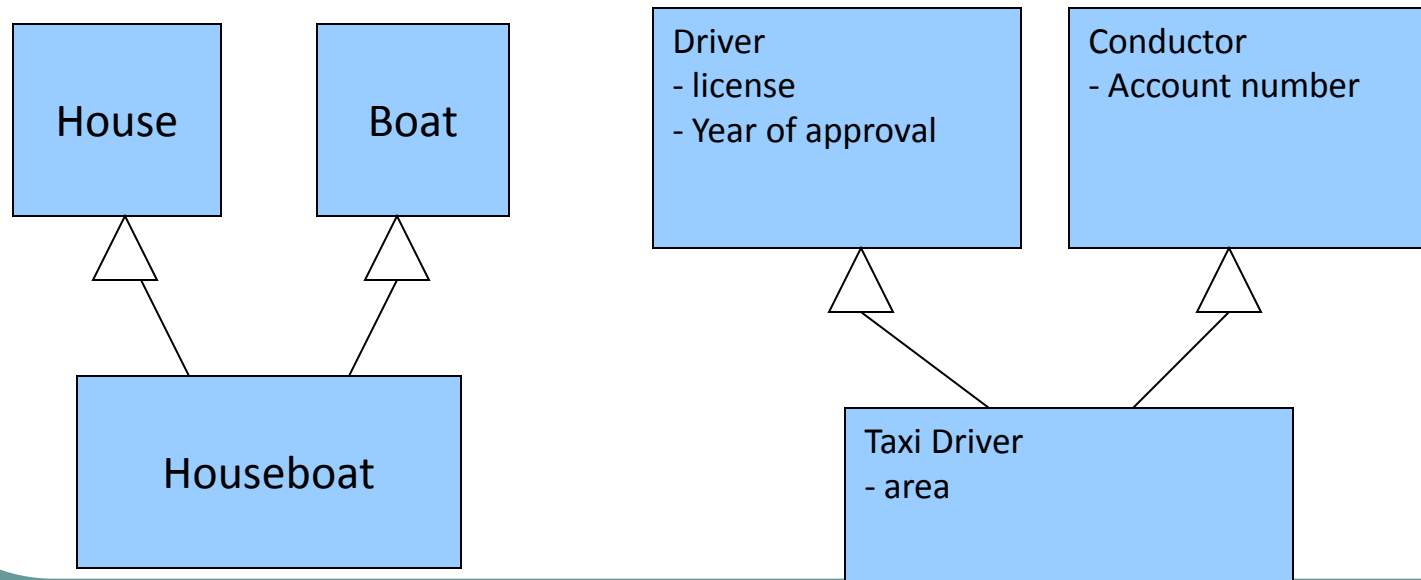 House
Boat
Houseboat
Driver
- license
- Year of approval
Conductor
- Account number
Taxi Driver
- area